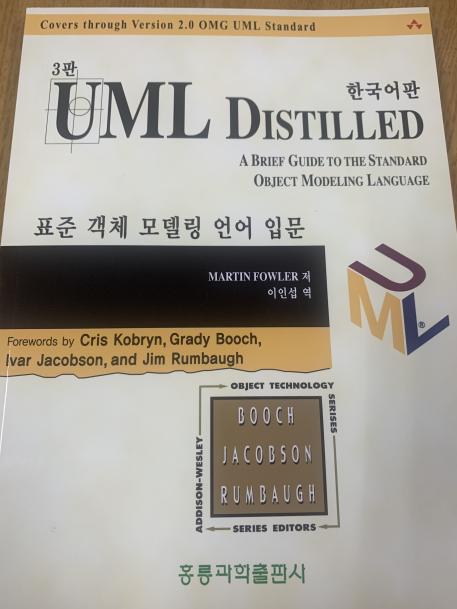 Covers through Version 2.0 OMG UML Standard
3판
한국어판
UML DISTILLED
A BRIEF GUIDE TO THE STANDARD
OBJECT MODELING LANGUAGE
표준 객체 모델링 언어 입문
MARTIN FOWLER 저
이인섭 역
UML®
Forewords by Cris Kobryn, Grady Booch,
Ivar Jacobson, and Jim Rumbaugh
OBJECT TECHNOLOGY
SERISES
BOOCH
JACOBSON
RUMBAUGH
ADDISON-WESLEY
SERIES EDITORS
홍릉과학출판사